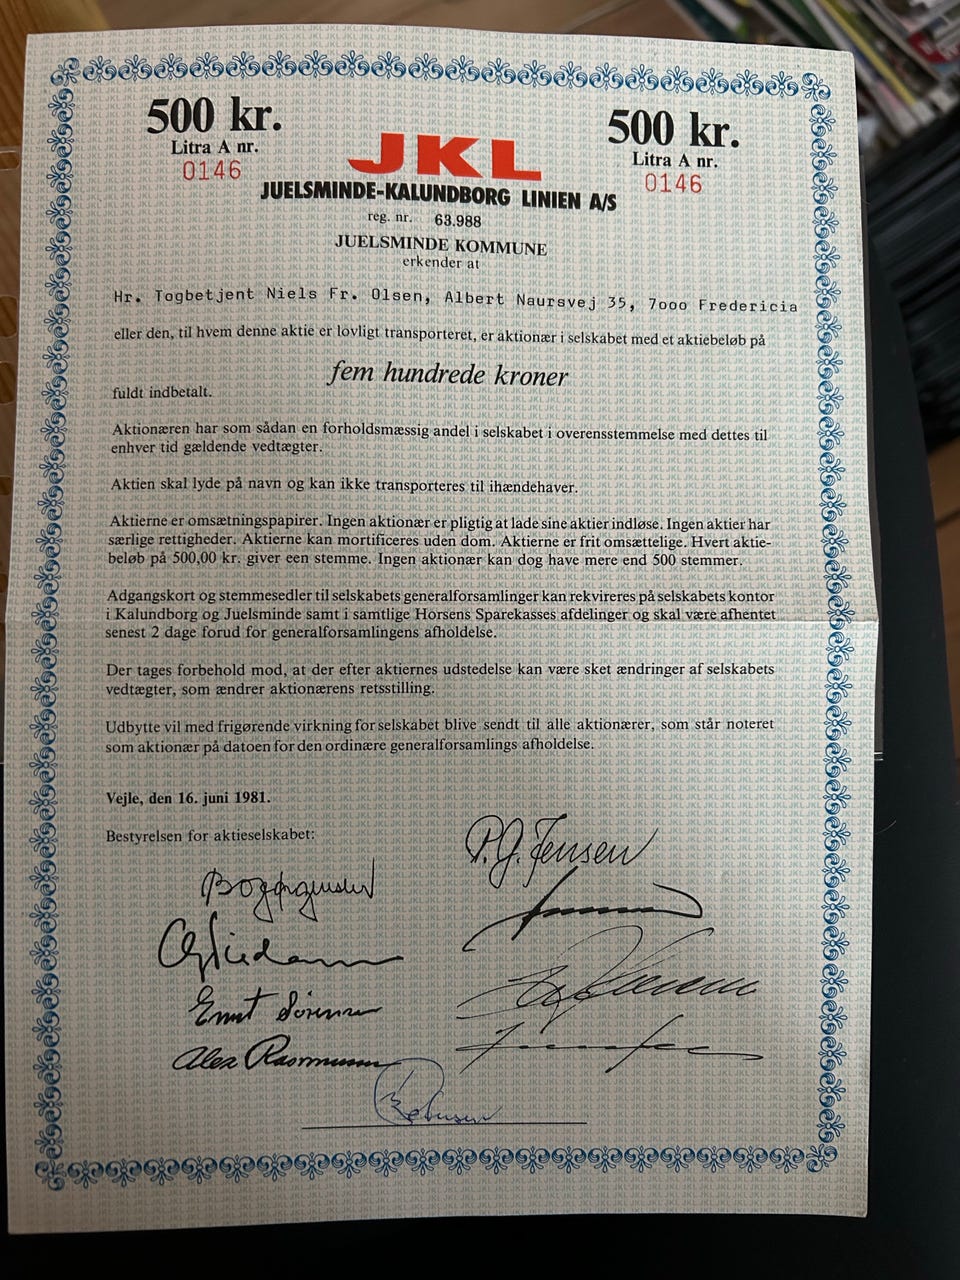 500 kr.
Litra A nr.
0146
500 kr.
Litra A nr.
0146
JKL
JUELSMINDE-KALUNDBORG LINIEN A/S
reg. nr. 63.988
JUELSMINDE KOMMUNE
erkender at
Hr. Togbetjent Niels Fr. Olsen, Albert Naursvej 35, 7ooo Fredericia
eller den, til hvem denne aktie er lovligt transporteret, er aktionær i selskabet med et aktiebeløb på
fem hundrede kroner
fuldt indbetalt.
Aktionæren har som sådan en forholdsmæssig andel i selskabet i overensstemmelse med dettes til
enhver tid gældende vedtægter.
Aktien skal lyde på navn og kan ikke transporteres til ihændehaver.
Aktierne er omsætningspapirer. Ingen aktionær er pligtig at lade sine aktier indløse. Ingen aktier har
særlige rettigheder. Aktierne kan mortificeres uden dom. Aktierne er frit omsættelige. Hvert aktie-
beløb på 500,00 kr. giver een stemme. Ingen aktionær kan dog have mere end 500 stemmer.
Adgangskort og stemmesedler til selskabets generalforsamlinger kan rekvireres på selskabets kontor
i Kalundborg og Juelsminde samt i samtlige Horsens Sparekasses afdelinger og skal være afhentet
senest 2 dage forud for generalforsamlingens afholdelse.
Der tages forbehold mod, at der efter aktiernes udstedelse kan være sket ændringer af selskabets
vedtægter, som ændrer aktionærens retsstilling.
Udbytte vil med frigørende virkning for selskabet blive sendt til alle aktionærer, som står noteret
som aktionær på datoen for den ordinære generalforsamlings afholdelse.
Vejle, den 16. juni 1981.
Bestyrelsen for aktieselskabet:
P.J. Jensen
Ernst Sørensen
Alex Rasmussen